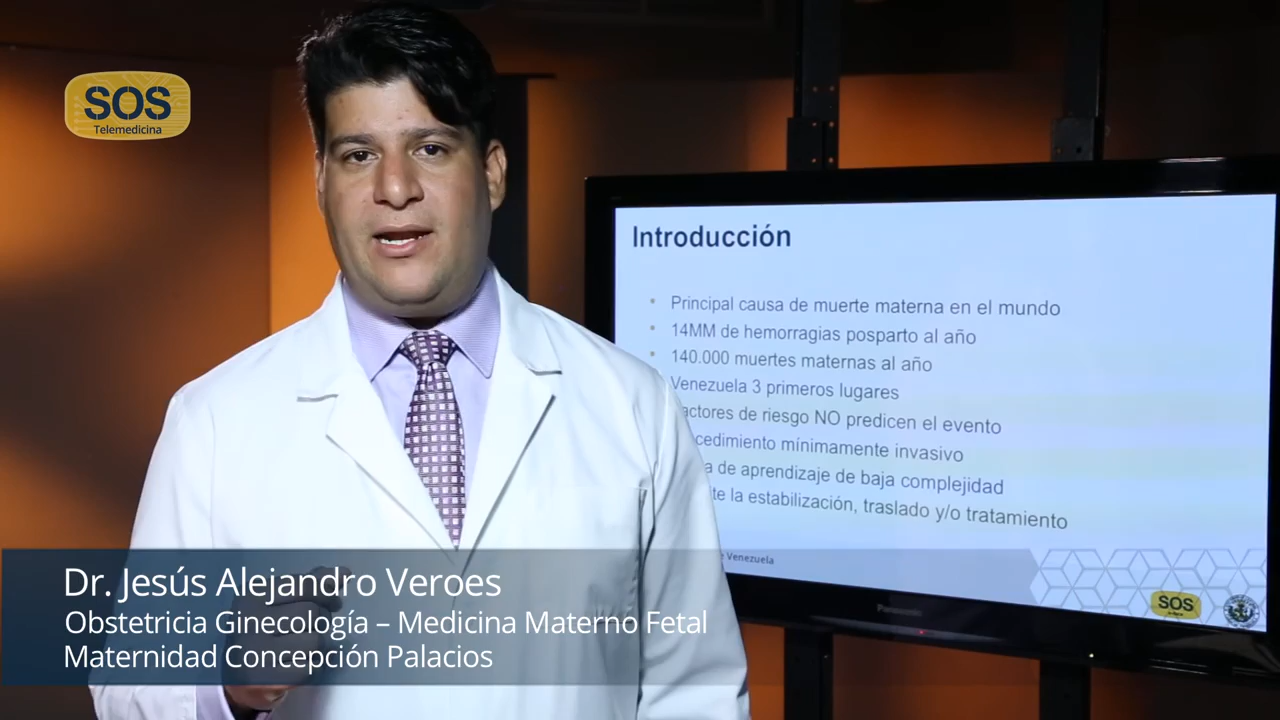 SOS
Telemedicina
Introducción
Principal causa de muerte materna en el mundo
14MM de hemorragias posparto al año
140.000 muertes maternas al año
Venezuela 3 primeros lugares
actores de riesgo NO predicen el evento
cedimiento mínimamente invasivo
a de aprendizaje de baja complejidad
te la estabilización, traslado y/o tratamiento
Venezuela
SOS
Panasonic
Dr. Jesús Alejandro Veroes
Obstetricia Ginecología – Medicina Materno Fetal
Maternidad Concepción Palacios